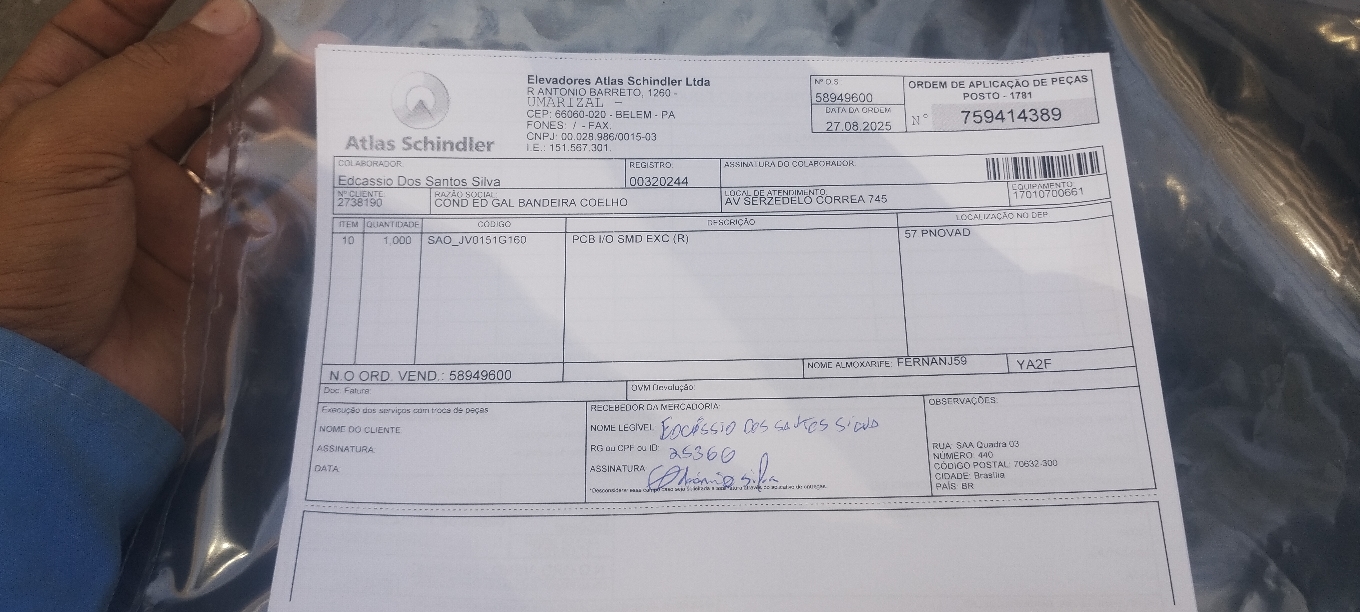 Elevadores Atlas Schindler Ltda
R ANTONIO BARRETO, 1260 -
UMARIZAL -
CEP: 66060-020 - BELEM - PA
FONES: / - FAX.
CNPJ: 00.028.986/0015-03
I.E.: 151.567.301.
Atlas Schindler
Nº O.S
58949600
DATA DA ORDEM
27.08.2025
ORDEM DE APLICAÇÃO DE PEÇAS
POSTO - 1781
N° 759414389
COLABORADOR:
Edcassio Dos Santos Silva
REGISTRO:
00320244
ASSINATURA DO COLABORADOR:
Nº CLIENTE
2738190
RAZÃO SOCIAL:
COND ED GAL BANDEIRA COELHO
LOCAL DE ATENDIMENTO:
AV SERZEDELO CORREA 745
EQUIPAMENTO:
17010700661
ITEM QUANTIDADE CÓDIGO DESCRIÇÃO LOCALIZAÇÃO NO DEP
10 1,000 SAO_JV0151G160 PCB I/O SMD EXC (R) 57 PNOVAD
N.O ORD. VEND.: 58949600
NOME ALMOXARIFE: FERNANJ59 YA2F
Doc. Fatura:
OVM Devolução:
Execução dos serviços com troca de peças
NOME DO CLIENTE
ASSINATURA:
DATA:
RECEBEDOR DA MERCADORIA:
NOME LEGÍVEL: EDCÁSSIO DOS SANTOS SILVA
RG ou CPF ou ID: 25366
ASSINATURA
OBSERVAÇÕES:
RUA: SAA Quadra 03
NÚMERO: 440
CÓDIGO POSTAL: 70632-300
CIDADE: Brasília
PAÍS: BR